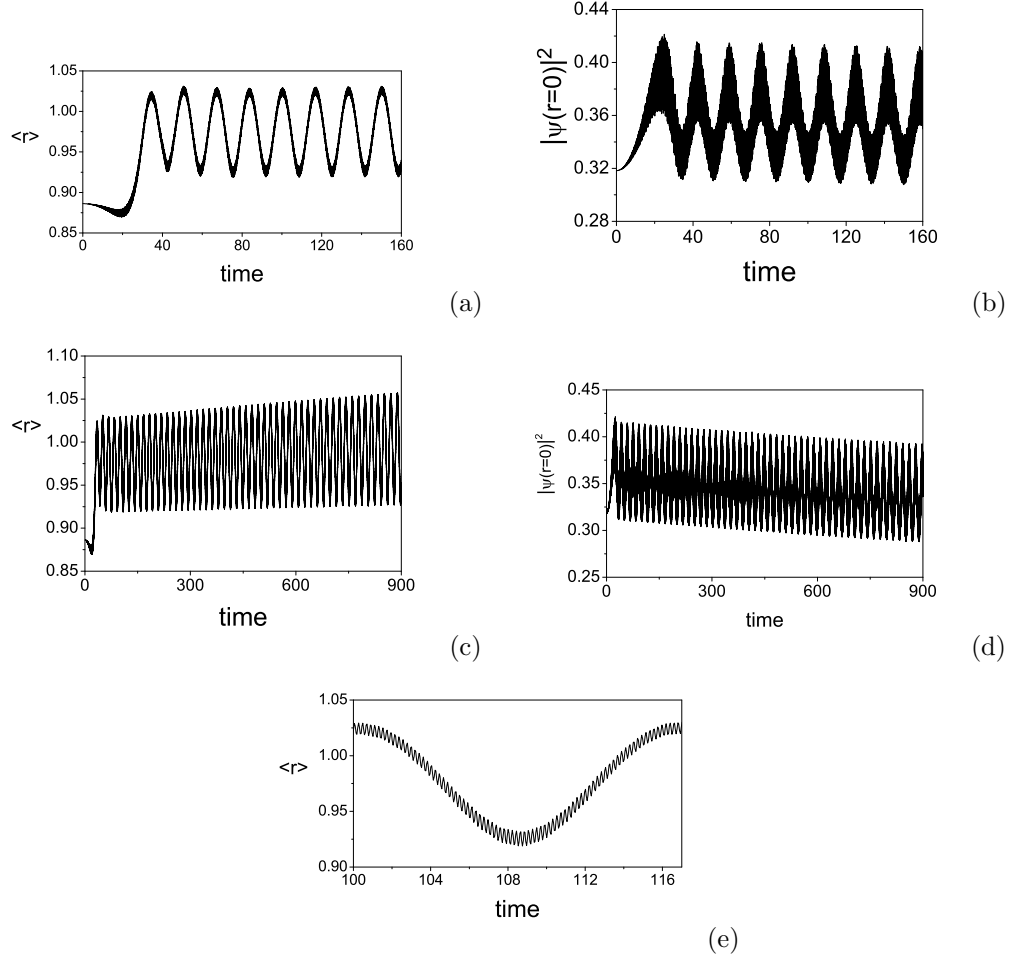 1.05
1.00
0.95
0.90
0.85
<r>
0 40 80 120 160
time
(a)
0.44
0.40
0.36
0.32
0.28
|ψ(r=0)|²
0 40 80 120 160
time
(b)
1.10
1.05
1.00
0.95
0.90
0.85
<r>
0 300 600 900
time
(c)
0.45
0.40
0.35
0.30
0.25
|ψ(r=0)|²
0 300 600 900
time
(d)
1.05
1.00
0.95
0.90
<r>
100 104 108 112 116
time
(e)